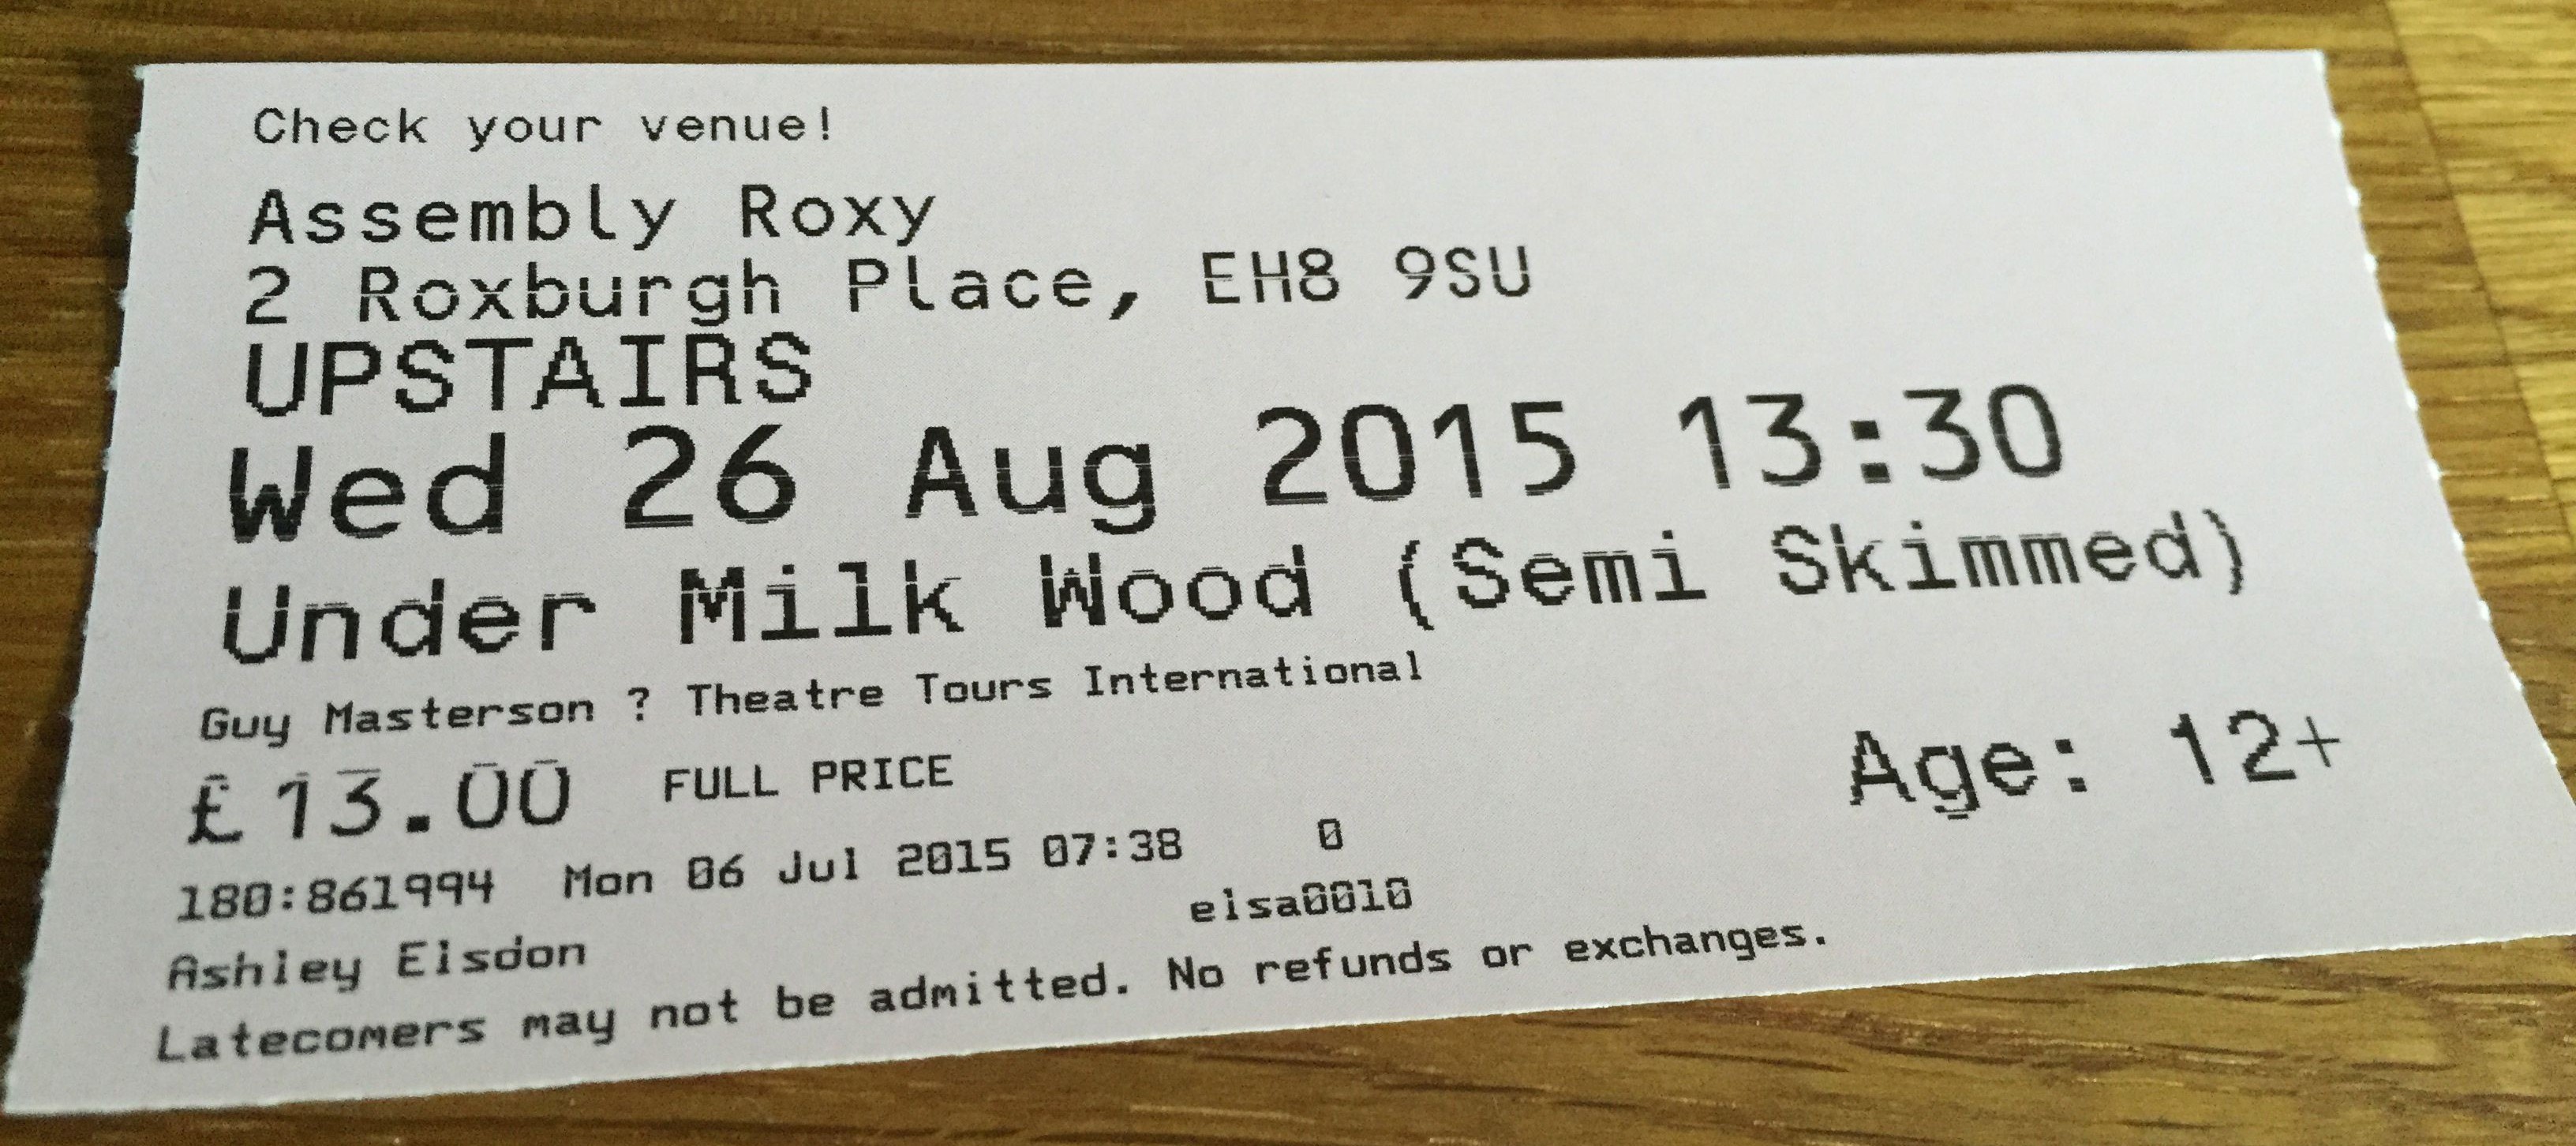 Check your venue!
Assembly Roxy
2 Roxburgh Place, EH8 9SU
UPSTAIRS
Wed 26 Aug 2015 13:30
Under Milk Wood (Semi Skimmed)
Guy Masterson ? Theatre Tours International
£13.00 FULL PRICE
Age: 12+
180:861994 Mon 06 Jul 2015 07:38 0
elsa0010
Ashley Elsdon
Latecomers may not be admitted. No refunds or exchanges.